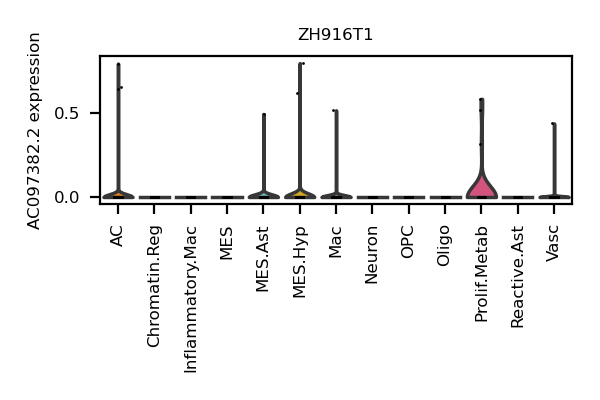 ZH916T1
AC097382.2 expression
0.5
0.0
AC
Chromatin.Reg
Inflammatory.Mac
MES
MES.Ast
MES.Hyp
Mac
Neuron
OPC
Oligo
Prolif.Metab
Reactive.Ast
Vasc